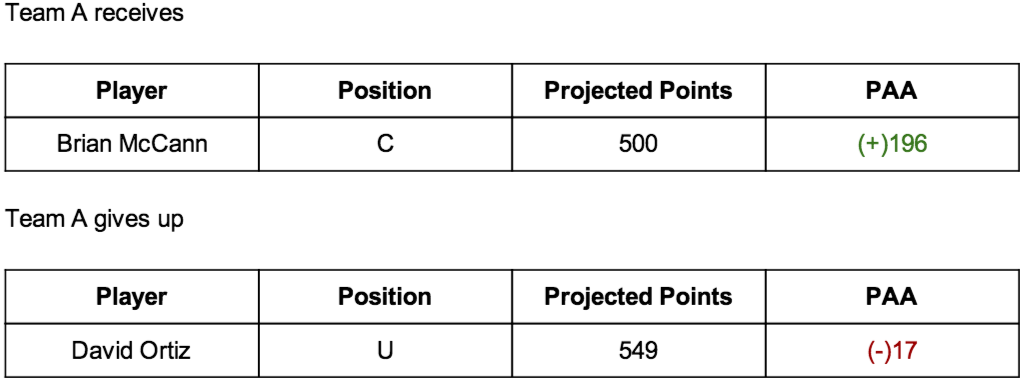 Team A receives
Player Position Projected Points PAA
Brian McCann C 500 (+)196
Team A gives up
Player Position Projected Points PAA
David Ortiz U 549 (-)17